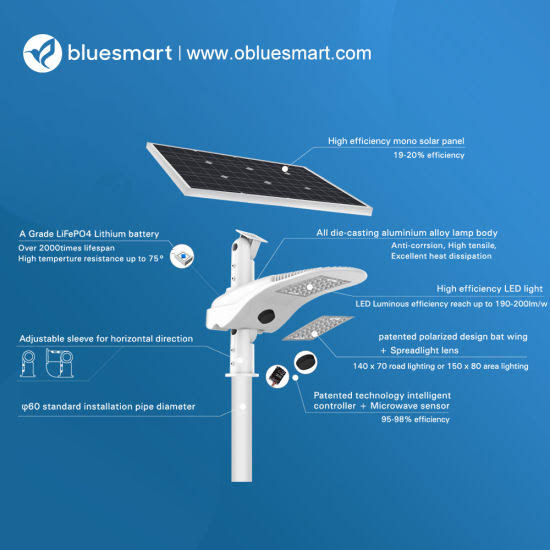 bluesmart | www.obluesmart.com
High efficiency mono solar panel
19-20% efficiency
A Grade LiFePO4 Lithium battery
Over 2000times lifespan
High temperture resistance up to 75°
All die-casting aluminium alloy lamp body
Anti-corrsion, High tensile,
Excellent heat dissipation
High efficiency LED light
LED Luminous efficiency reach up to 190-200lm/w
Adjustable sleeve for horizontal direction
patented polarized design bat wing
+ Spreadlight lens
140 x 70 road lighting or 150 x 80 area lighting
φ60 standard installation pipe diameter
Patented technology intelligent
controller + Microwave sensor
95-98% efficiency